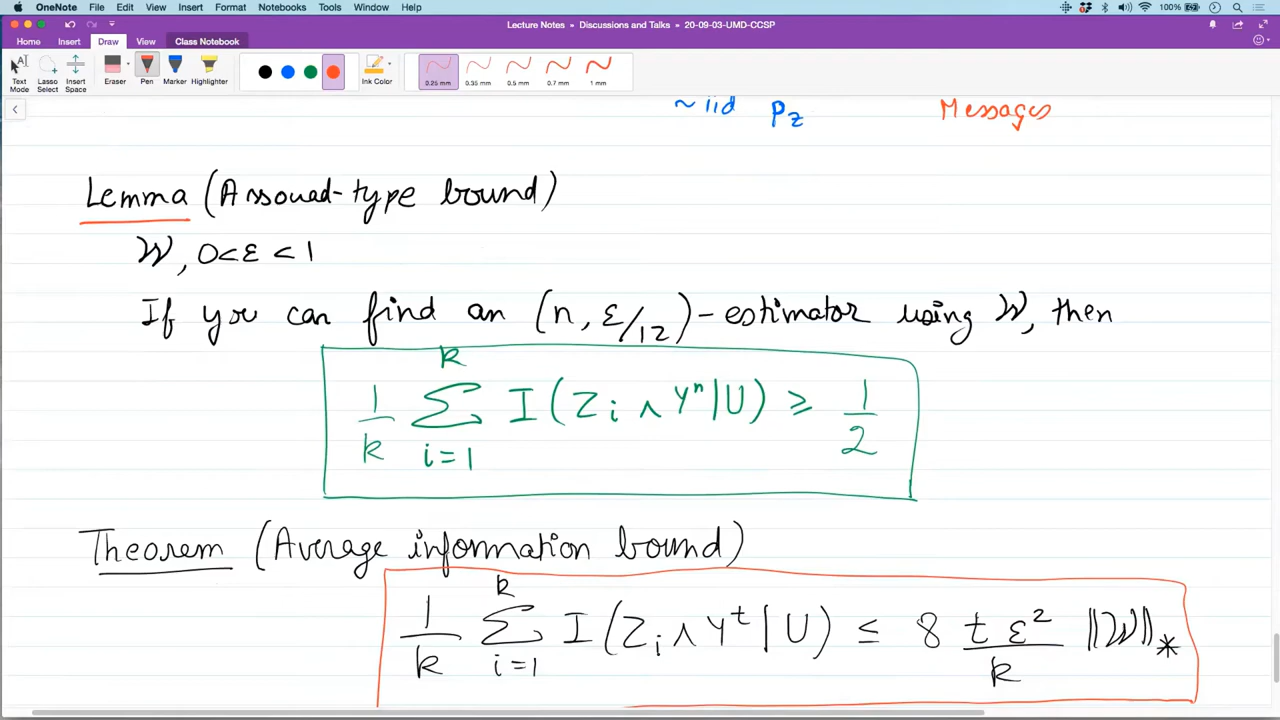 OneNote File Edit View Insert Format Notebooks Tools Window Help 100%
Lecture Notes » Discussions and Talks » 20-09-03-UMD-CCSP
Home Insert Draw View Class Notebook
Text Mode Lasso Select Insert Space Eraser Pen Marker Highlighter Ink Color 0.25 mm 0.35 mm 0.5 mm 0.7 mm 1 mm
~ iid p_Z Messages
Lemma (Assouad-type bound)
𝒲, 0<ε<1
If you can find an (n, ε/12)-estimator using 𝒲, then
1/k ∑_{i=1}^{k} I(Z_i ∧ Y^n | U) ≥ 1/2
Theorem (Average information bound)
1/k ∑_{i=1}^{k} I(Z_i ∧ Y^t | U) ≤ 8 tε²/k ‖𝒲‖_*